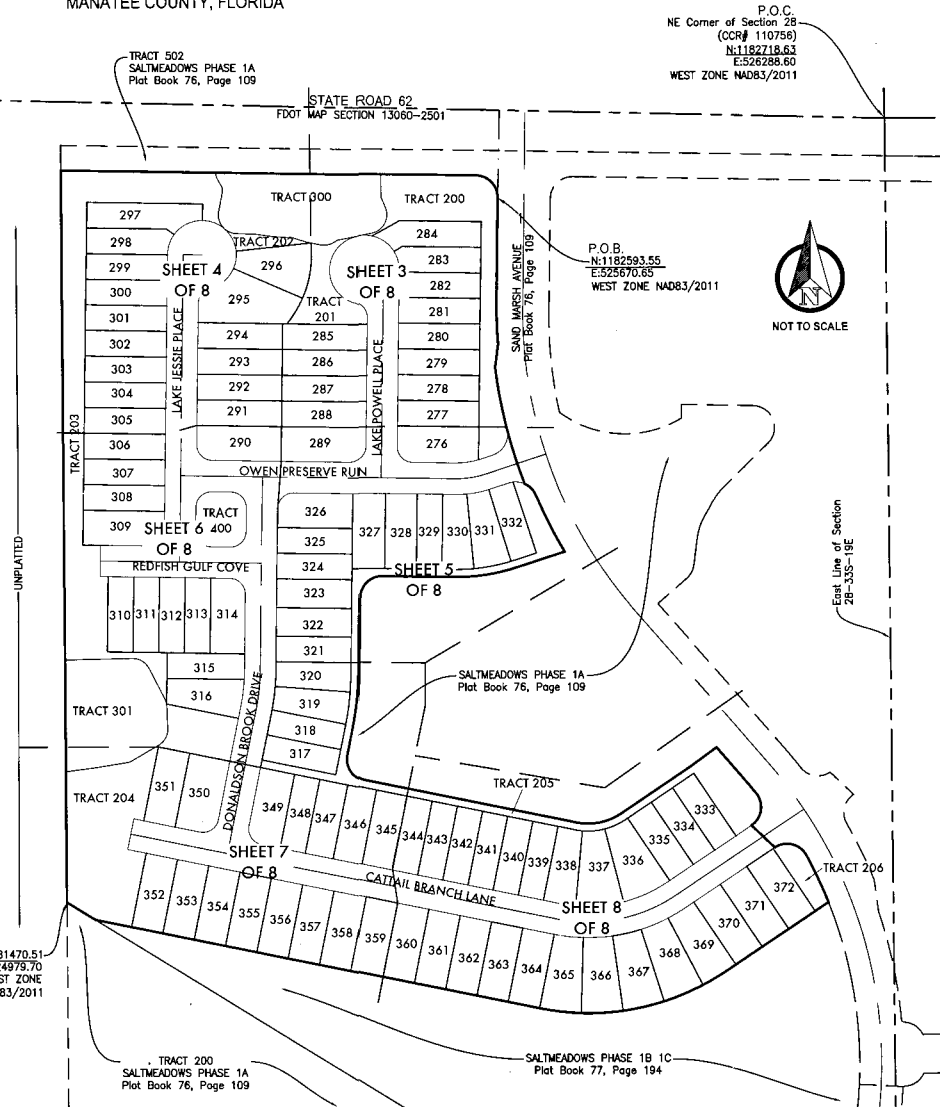 MANATEE COUNTY, FLORIDA
P.O.C.
NE Corner of Section 28
(CCR# 110756)
N:1182718.63
E:526288.60
WEST ZONE NAD83/2011
TRACT 502
SALTMEADOWS PHASE 1A
Plat Book 76, Page 109
STATE ROAD 62
FDOT MAP SECTION 13060-2501
TRACT 300
TRACT 200
297
298
299
300
301
302
303
304
305
306
307
308
309
TRACT 203
LAKE JESSIE PLACE
SHEET 4
OF 8
TRACT 202
296
295
294
293
292
291
290
TRACT
201
285
286
287
288
289
SHEET 3
OF 8
LAKE POWELL PLACE
284
283
282
281
280
279
278
277
276
SAND MARSH AVENUE
Plat Book 76, Page 109
P.O.B.
N:1182593.55
E:525670.65
WEST ZONE NAD83/2011
N
NOT TO SCALE
OWEN PRESERVE RUN
TRACT
400
SHEET 6
OF 8
REDFISH GULF COVE
326
325
324
323
322
321
320
319
318
317
327
328
329
330
331
332
SHEET 5
OF 8
UNPLATTED
East Line of Section
28-33S-19E
310
311
312
313
314
315
316
TRACT 301
DONALDSON BROOK DRIVE
SALTMEADOWS PHASE 1A
Plat Book 76, Page 109
TRACT 204
TRACT 205
351
350
349
348
347
346
345
344
343
342
341
340
339
338
337
336
335
334
333
SHEET 7
OF 8
CATTAIL BRANCH LANE
SHEET 8
OF 8
TRACT 206
352
353
354
355
356
357
358
359
360
361
362
363
364
365
366
367
368
369
370
371
372
81470.51
4979.70
ST ZONE
83/2011
TRACT 200
SALTMEADOWS PHASE 1A
Plat Book 76, Page 109
SALTMEADOWS PHASE 1B 1C
Plat Book 77, Page 194